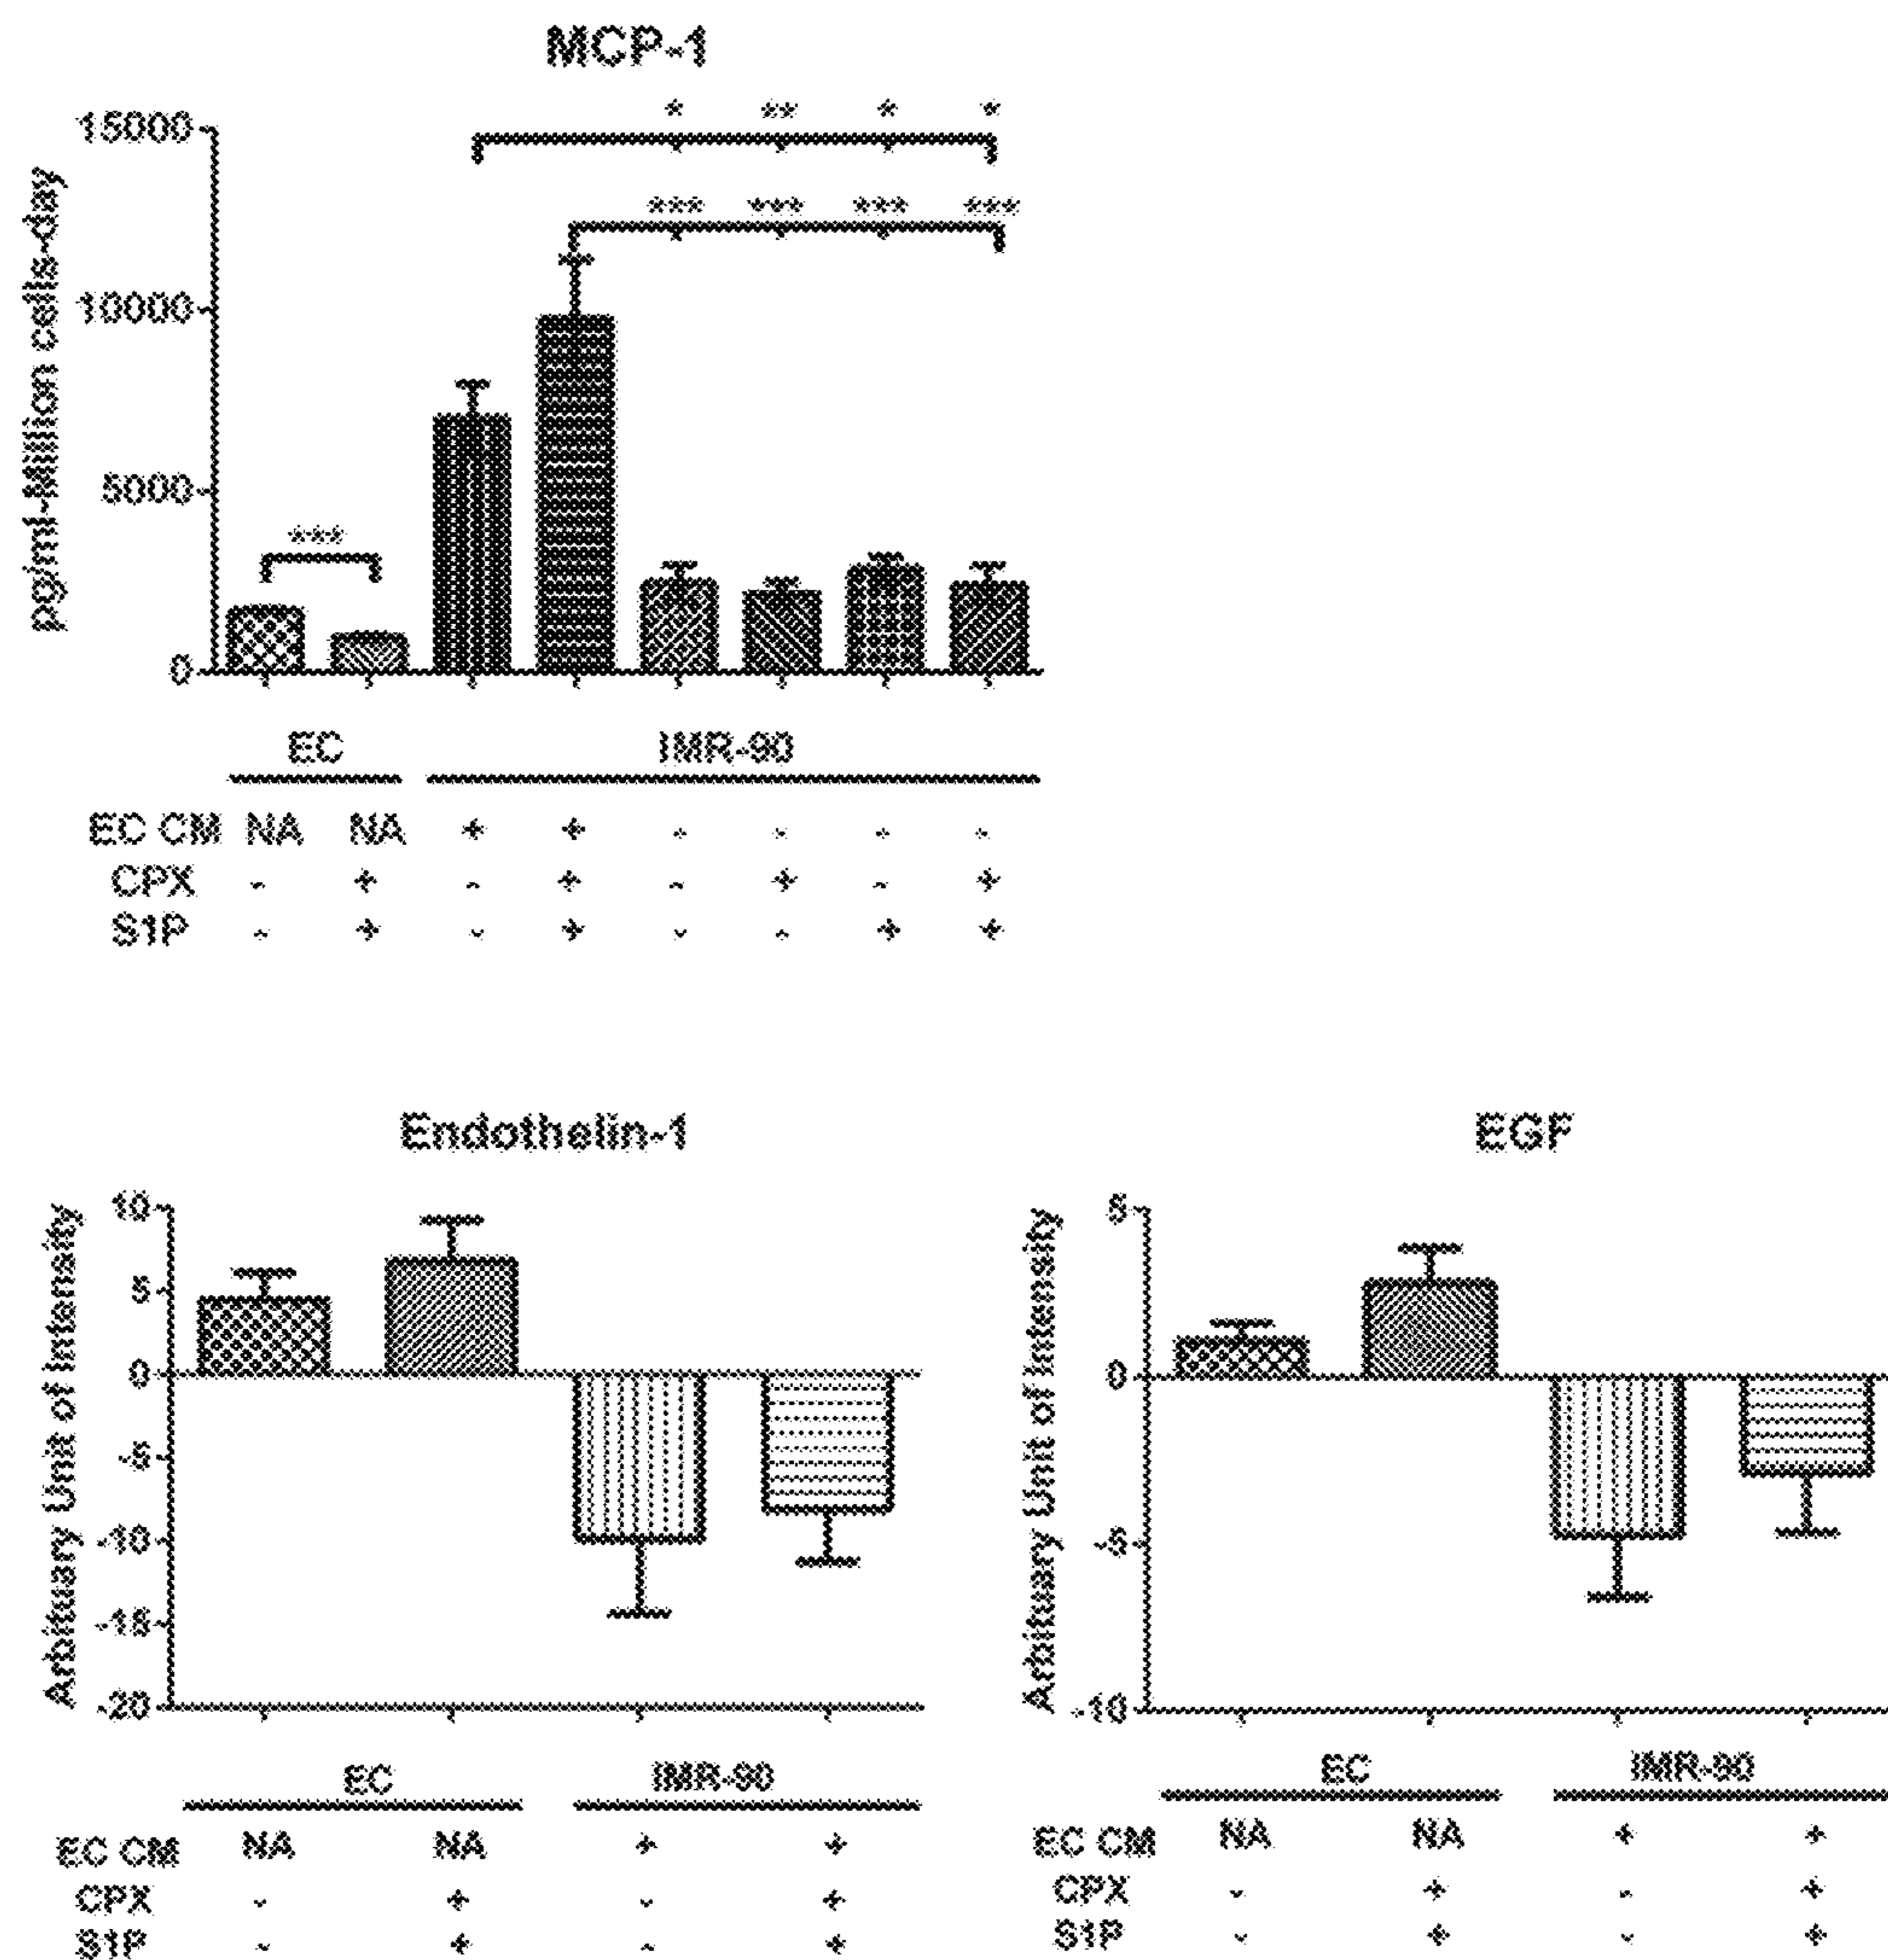 MCP-1
* ** * *
15000
*** *** *** ***
10000
pg/ml-Million cells-day
5000
***
0
EC IMR-90
EC CM NA NA + + - - - -
CPX - + - + - + - +
S1P - + - + - - + +
Endothelin-1 EGF
10
5
0
-5
-10
-15
-20
Arbituary Unit of Intensity
5
0
-5
-10
Arbituary Unit of Intensity
EC IMR-90 EC IMR-90
EC CM NA NA + + EC CM NA NA + +
CPX - + - + CPX - + - +
S1P - + - + S1P - + - +